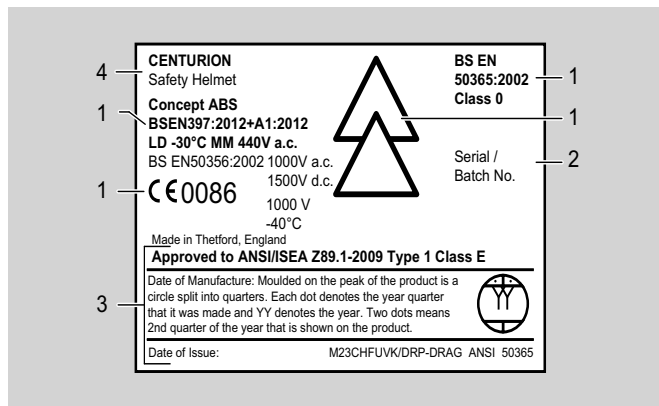 CENTURION
Safety Helmet
Concept ABS
BSEN397:2012+A1:2012
LD -30°C MM 440V a.c.
BS EN50356:2002 1000V a.c.
1500V d.c.
CE0086
1000 V
-40°C
BS EN
50365:2002
Class 0
Serial /
Batch No.
Made in Thetford, England
Approved to ANSI/ISEA Z89.1-2009 Type 1 Class E
Date of Manufacture: Moulded on the peak of the product is a
circle split into quarters. Each dot denotes the year quarter
that it was made and YY denotes the year. Two dots means
2nd quarter of the year that is shown on the product.
YY
Date of Issue: M23CHFUVK/DRP-DRAG ANSI 50365
4
1
1
3
1
1
2